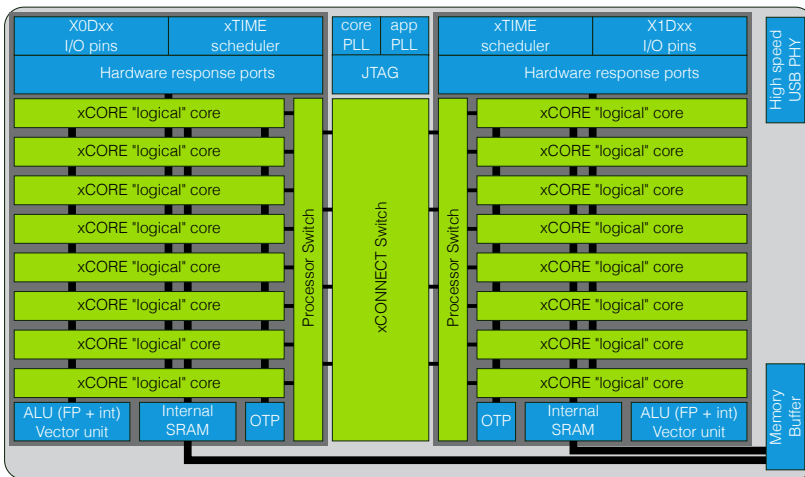 X0Dxx
I/O pins
xTIME
scheduler
core
PLL
app
PLL
xTIME
scheduler
X1Dxx
I/O pins
High speed
USB PHY
Hardware response ports
JTAG
Hardware response ports
xCORE "logical" core
xCORE "logical" core
xCORE "logical" core
xCORE "logical" core
xCORE "logical" core
xCORE "logical" core
xCORE "logical" core
xCORE "logical" core
Processor Switch
xCONNECT Switch
Processor Switch
xCORE "logical" core
xCORE "logical" core
xCORE "logical" core
xCORE "logical" core
xCORE "logical" core
xCORE "logical" core
xCORE "logical" core
xCORE "logical" core
ALU (FP + int)
Vector unit
Internal
SRAM
OTP
OTP
Internal
SRAM
ALU (FP + int)
Vector unit
Memory
Buffer